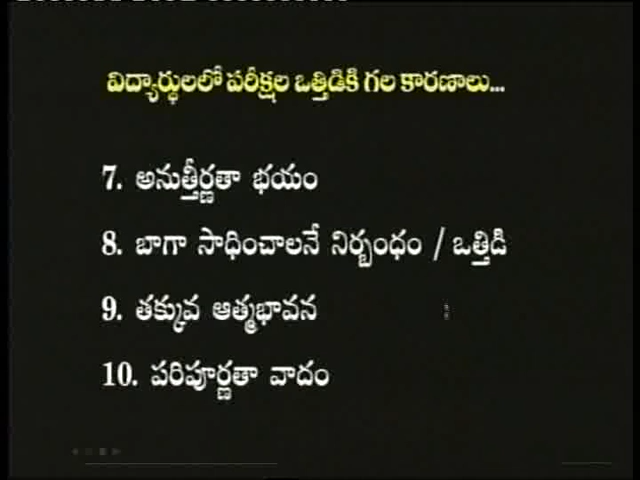 విద్యార్థులలో పరీక్షల ఒత్తిడికి గల కారణాలు...
7. అనుత్తీర్ణతా భయం
8. బాగా సాధించాలనే నిర్బంధం / ఒత్తిడి
9. తక్కువ ఆత్మభావన
10. పరిపూర్ణతా వాదం